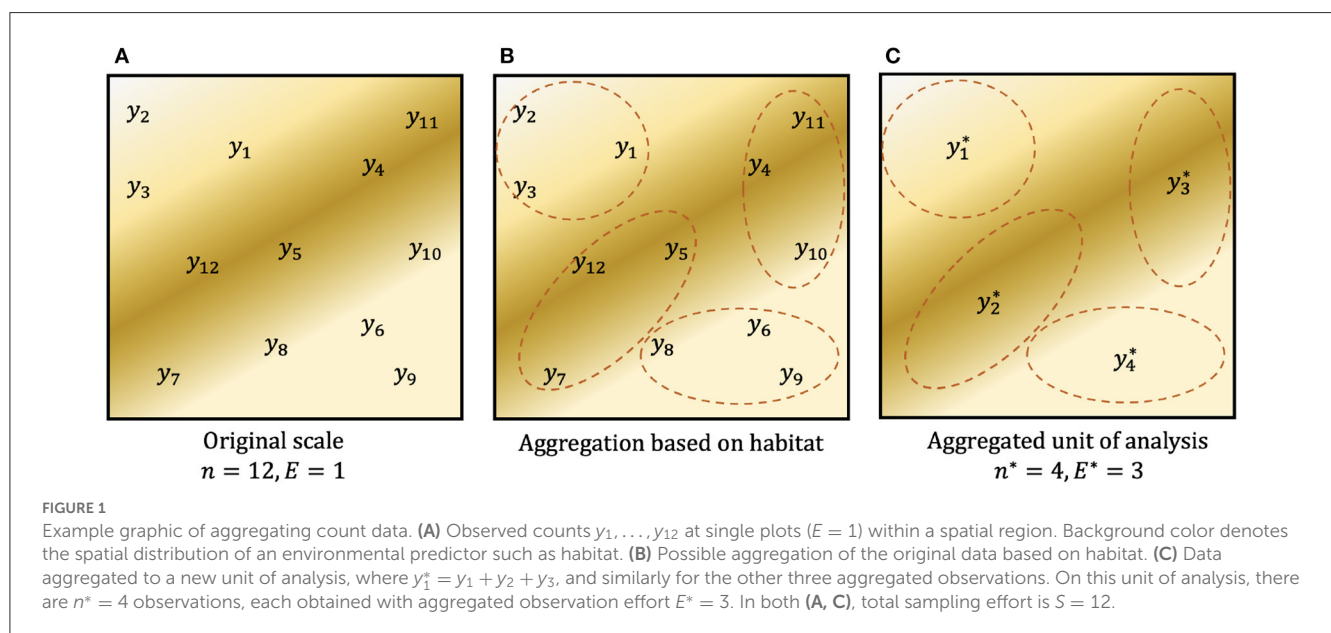 A
y₂
y₁₁
y₁
y₄
y₃
y₅
y₁₀
y₁₂
y₆
y₈
y₇
y₉
Original scale
n = 12, E = 1
B
y₂
y₁₁
y₁
y₄
y₃
y₅
y₁₀
y₁₂
y₆
y₈
y₇
y₉
Aggregation based on habitat
C
y₁*
y₃*
y₂*
y₄*
Aggregated unit of analysis
n* = 4, E* = 3
FIGURE 1
Example graphic of aggregating count data. (A) Observed counts y₁, . . . , y₁₂ at single plots (E = 1) within a spatial region. Background color denotes
the spatial distribution of an environmental predictor such as habitat. (B) Possible aggregation of the original data based on habitat. (C) Data
aggregated to a new unit of analysis, where y₁* = y₁ + y₂ + y₃, and similarly for the other three aggregated observations. On this unit of analysis, there
are n* = 4 observations, each obtained with aggregated observation effort E* = 3. In both (A, C), total sampling effort is S = 12.